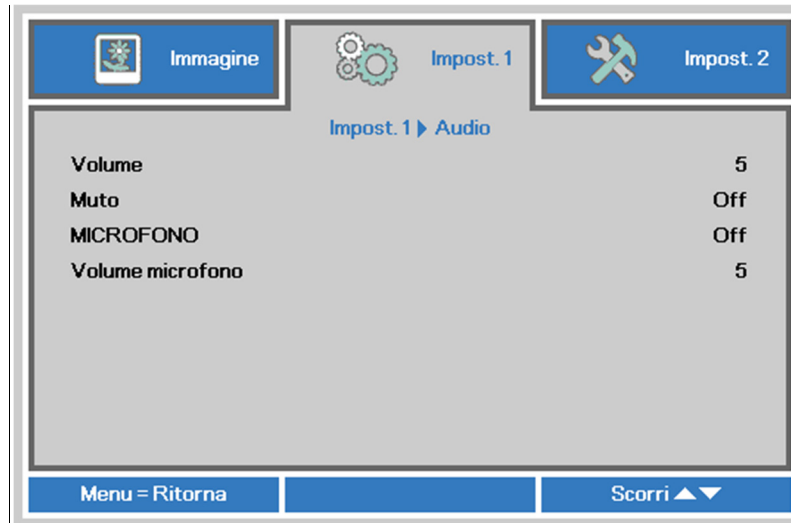 Immagine
Impost. 1
Impost. 2
Impost. 1 ▶ Audio
Volume 5
Muto Off
MICROFONO Off
Volume microfono 5
Menu = Ritorna
Scorri ▲▼